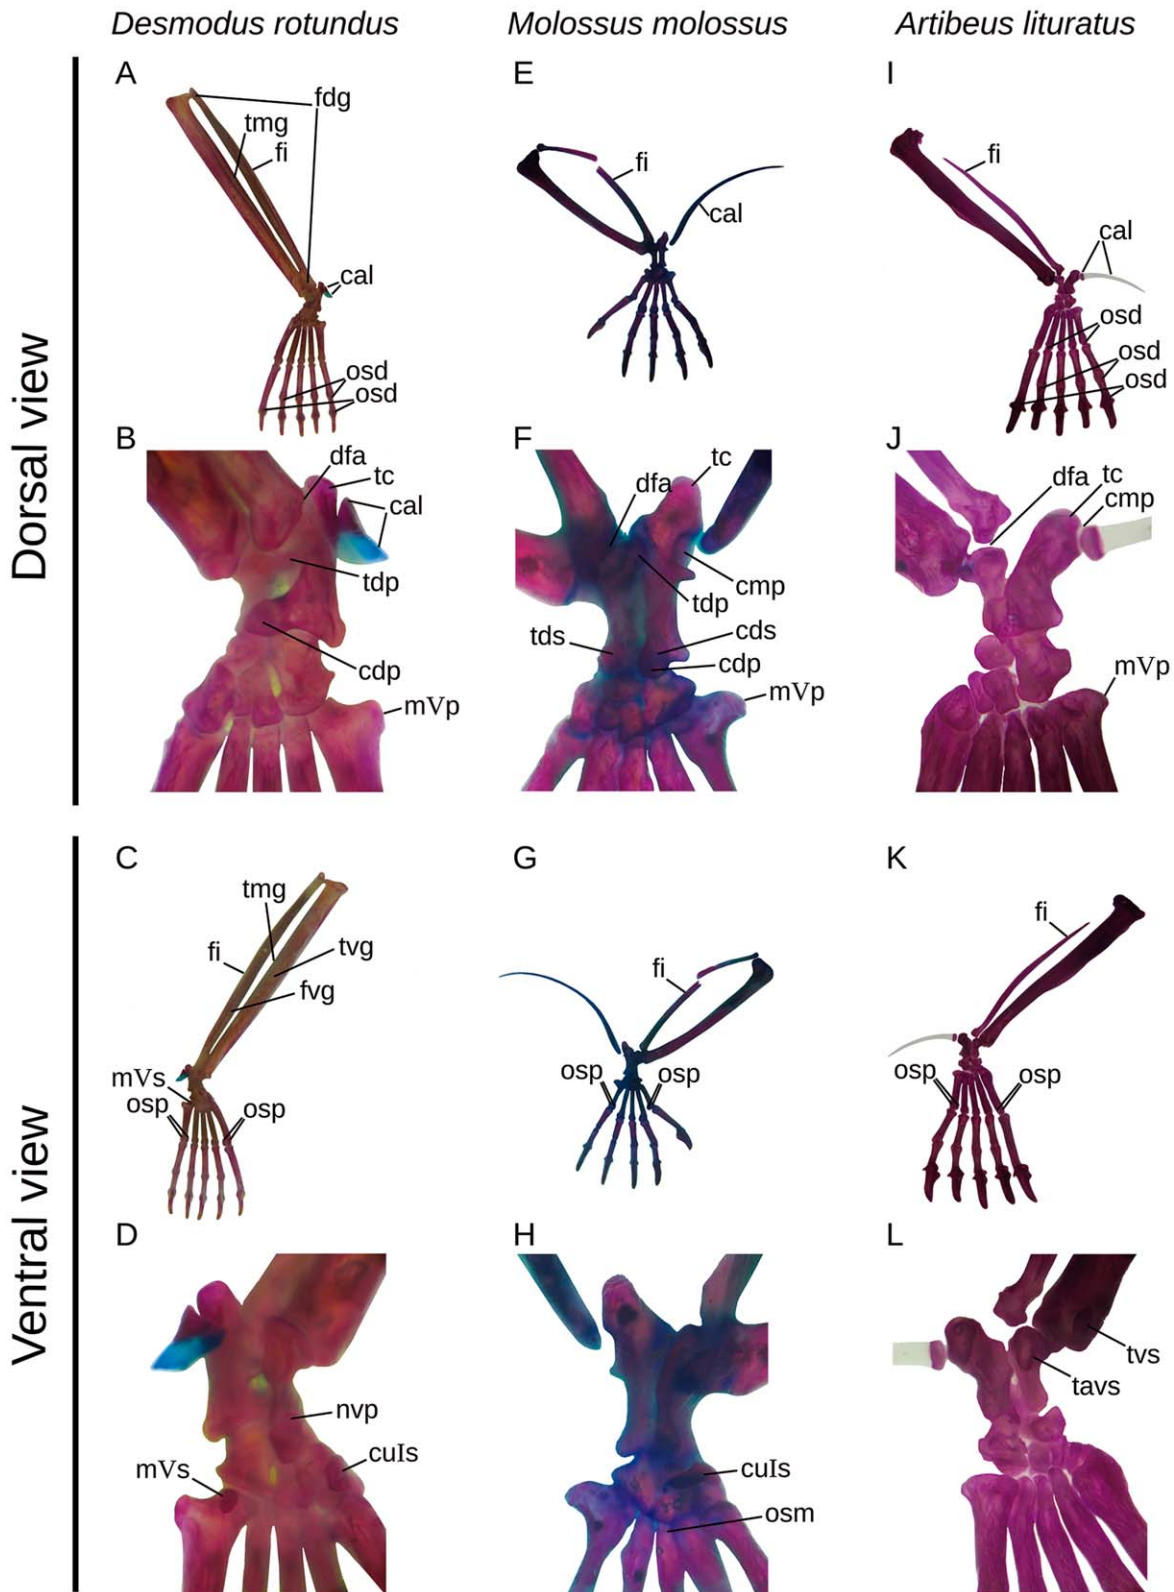 Desmodus rotundus
Molossus molossus
Artibeus lituratus
Dorsal view
A
fdg
tmg
fi
cal
osd
osd
E
fi
cal
I
fi
cal
osd
osd
osd
B
dfa
tc
cal
tdp
cdp
mVp
F
tc
dfa
cmp
tdp
tds
cds
cdp
mVp
J
dfa
tc
cmp
mVp
Ventral view
C
tmg
fi
tvg
fvg
mVs
osp
osp
G
fi
osp
osp
K
fi
osp
osp
D
nvp
cuIs
mVs
H
cuIs
osm
L
tvs
tavs